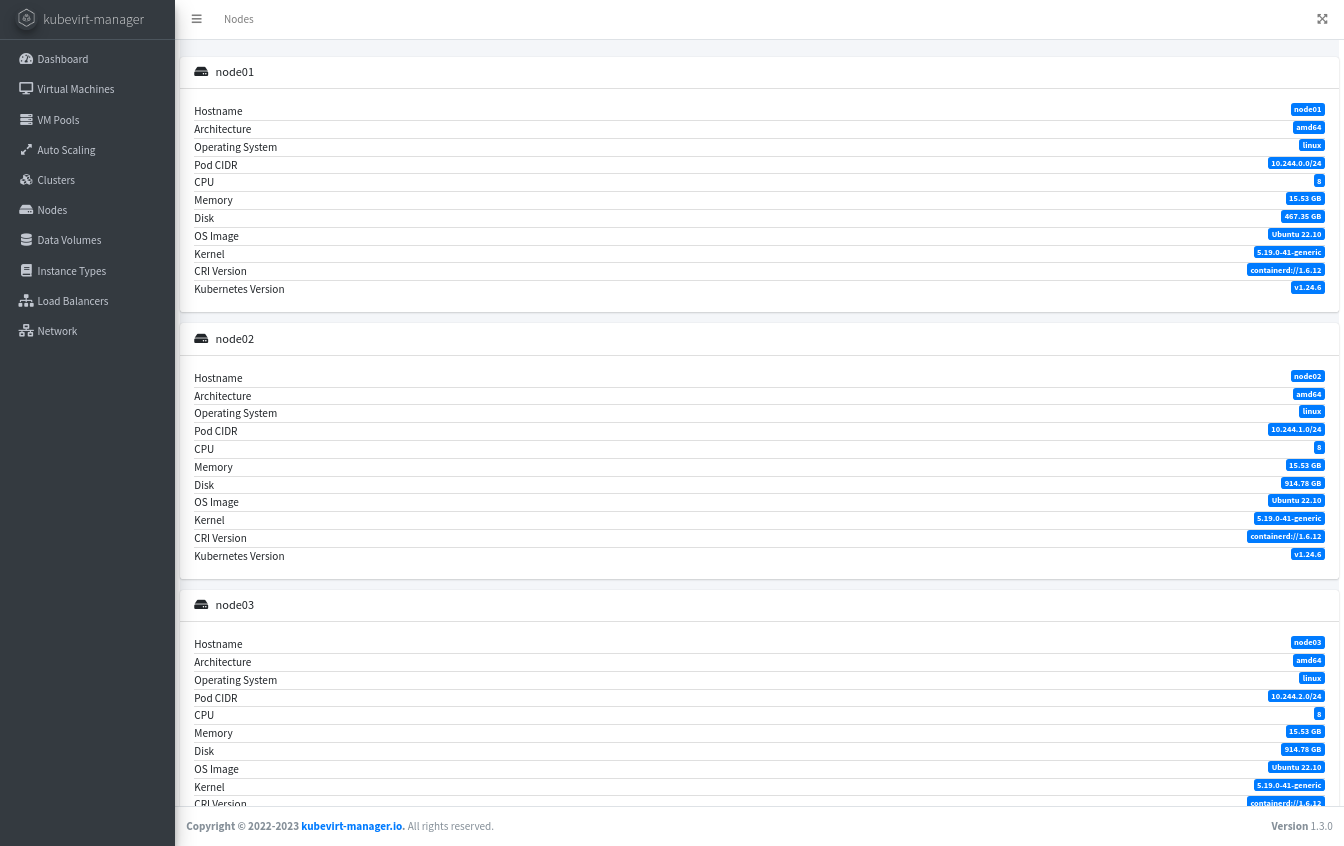 kubevirt-manager
Nodes
Dashboard
Virtual Machines
VM Pools
Auto Scaling
Clusters
Nodes
Data Volumes
Instance Types
Load Balancers
Network
node01
Hostname node01
Architecture amd64
Operating System linux
Pod CIDR 10.244.0.0/24
CPU 8
Memory 15.53 GB
Disk 467.35 GB
OS Image Ubuntu 22.10
Kernel 5.19.0-41-generic
CRI Version containerd://1.6.12
Kubernetes Version v1.24.6
node02
Hostname node02
Architecture amd64
Operating System linux
Pod CIDR 10.244.1.0/24
CPU 8
Memory 15.53 GB
Disk 914.78 GB
OS Image Ubuntu 22.10
Kernel 5.19.0-41-generic
CRI Version containerd://1.6.12
Kubernetes Version v1.24.6
node03
Hostname node03
Architecture amd64
Operating System linux
Pod CIDR 10.244.2.0/24
CPU 8
Memory 15.53 GB
Disk 914.78 GB
OS Image Ubuntu 22.10
Kernel 5.19.0-41-generic
CRI Version containerd://1.6.12
Copyright © 2022-2023 kubevirt-manager.io. All rights reserved.
Version 1.3.0